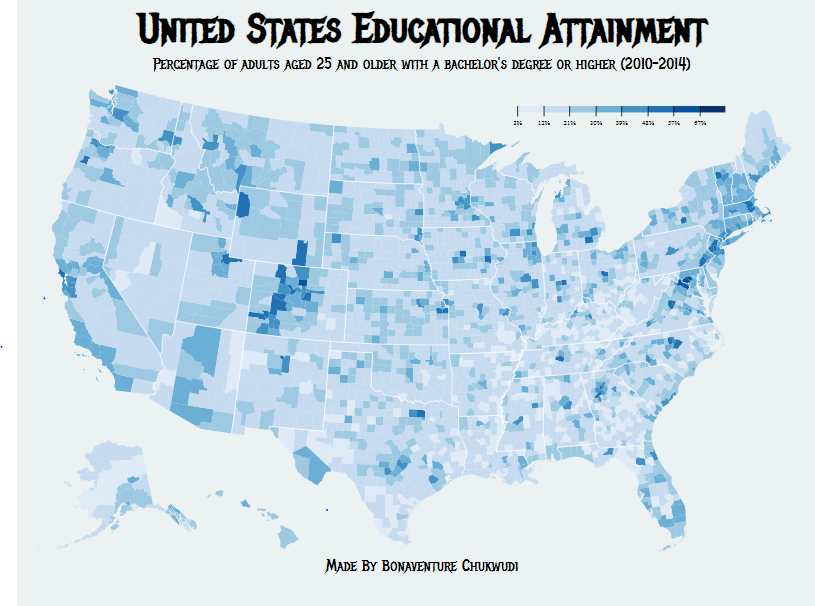 United States Educational Attainment
Percentage of adults aged 25 and older with a bachelor's degree or higher (2010-2014)
3% 12% 21% 30% 39% 48% 57% 67%
Made By Bonaventure Chukwudi